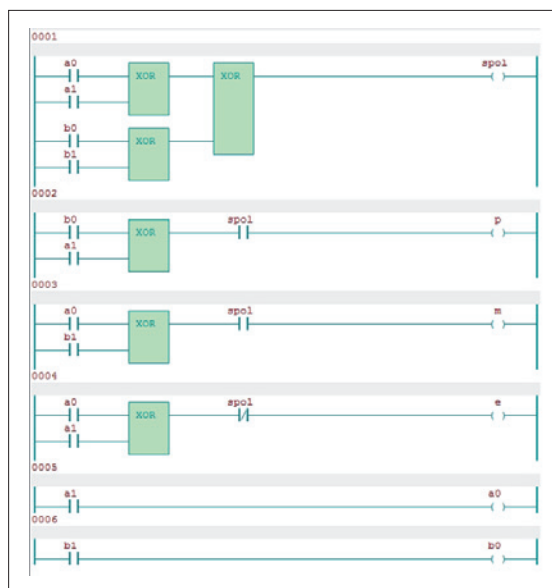 0001
a0 XOR XOR spol
a1
b0 XOR
b1
0002
b0 XOR spol p
a1
0003
a0 XOR spol m
b1
0004
a0 XOR spol e
a1
0005
a1 a0
0006
b1 b0